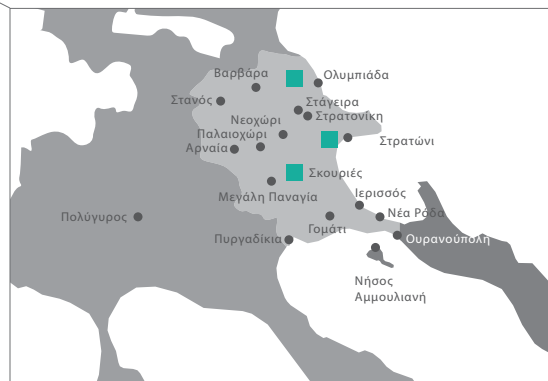 Βαρβάρα
Ολυμπιάδα
Στανός
Στάγειρα
Στρατονίκη
Νεοχώρι
Παλαιοχώρι
Στρατώνι
Αρναία
Σκουριές
Μεγάλη Παναγία
Ιερισσός
Πολύγυρος
Νέα Ρόδα
Γομάτι
Πυργαδίκια
Ουρανούπολη
Νήσος
Αμμουλιανή